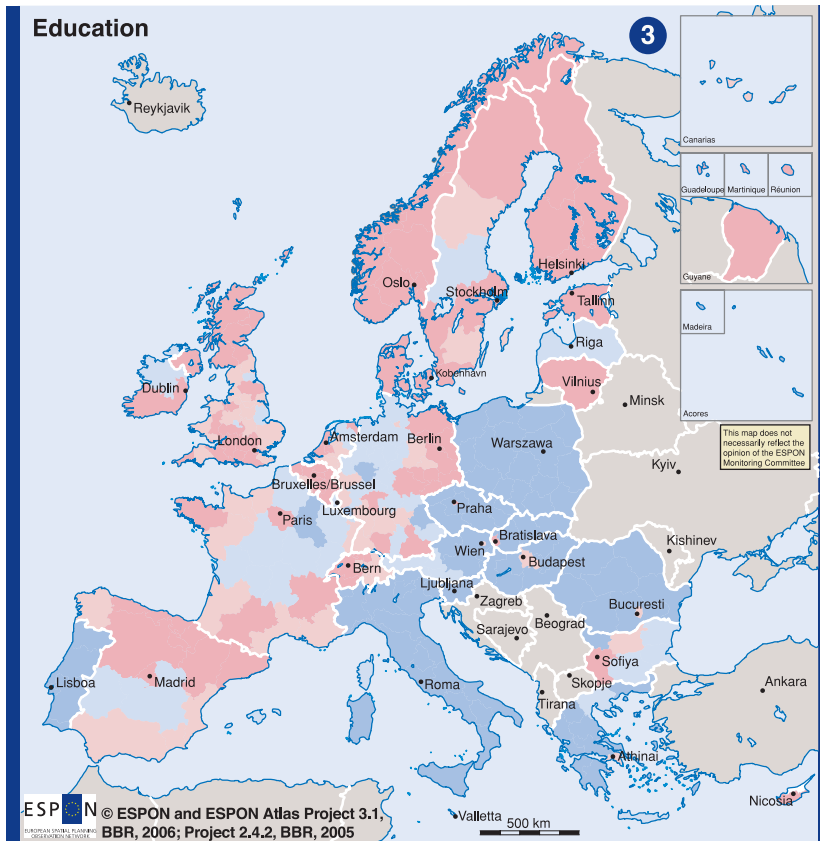 Education
3
Reykjavik
Canarias
Guadeloupe
Martinique
Réunion
Guyane
Helsinki
Oslo
Stockholm
Tallinn
Madeira
Riga
København
Dublin
Vilnius
Minsk
Acores
London
Amsterdam
Berlin
Warszawa
This map does not
necessarily reflect the
opinion of the ESPON
Monitoring Committee
Kyiv
Bruxelles/Brussel
Luxembourg
Praha
Paris
Bratislava
Kishinev
Wien
Budapest
Bern
Ljubljana
Zagreb
Bucuresti
Beograd
Sarajevo
Sofiya
Lisboa
Madrid
Roma
Skopje
Ankara
Tirana
Athinai
Nicosia
ESPON
EUROPEAN SPATIAL PLANNING
OBSERVATION NETWORK
© ESPON and ESPON Atlas Project 3.1,
BBR, 2006; Project 2.4.2, BBR, 2005
Valletta
500 km